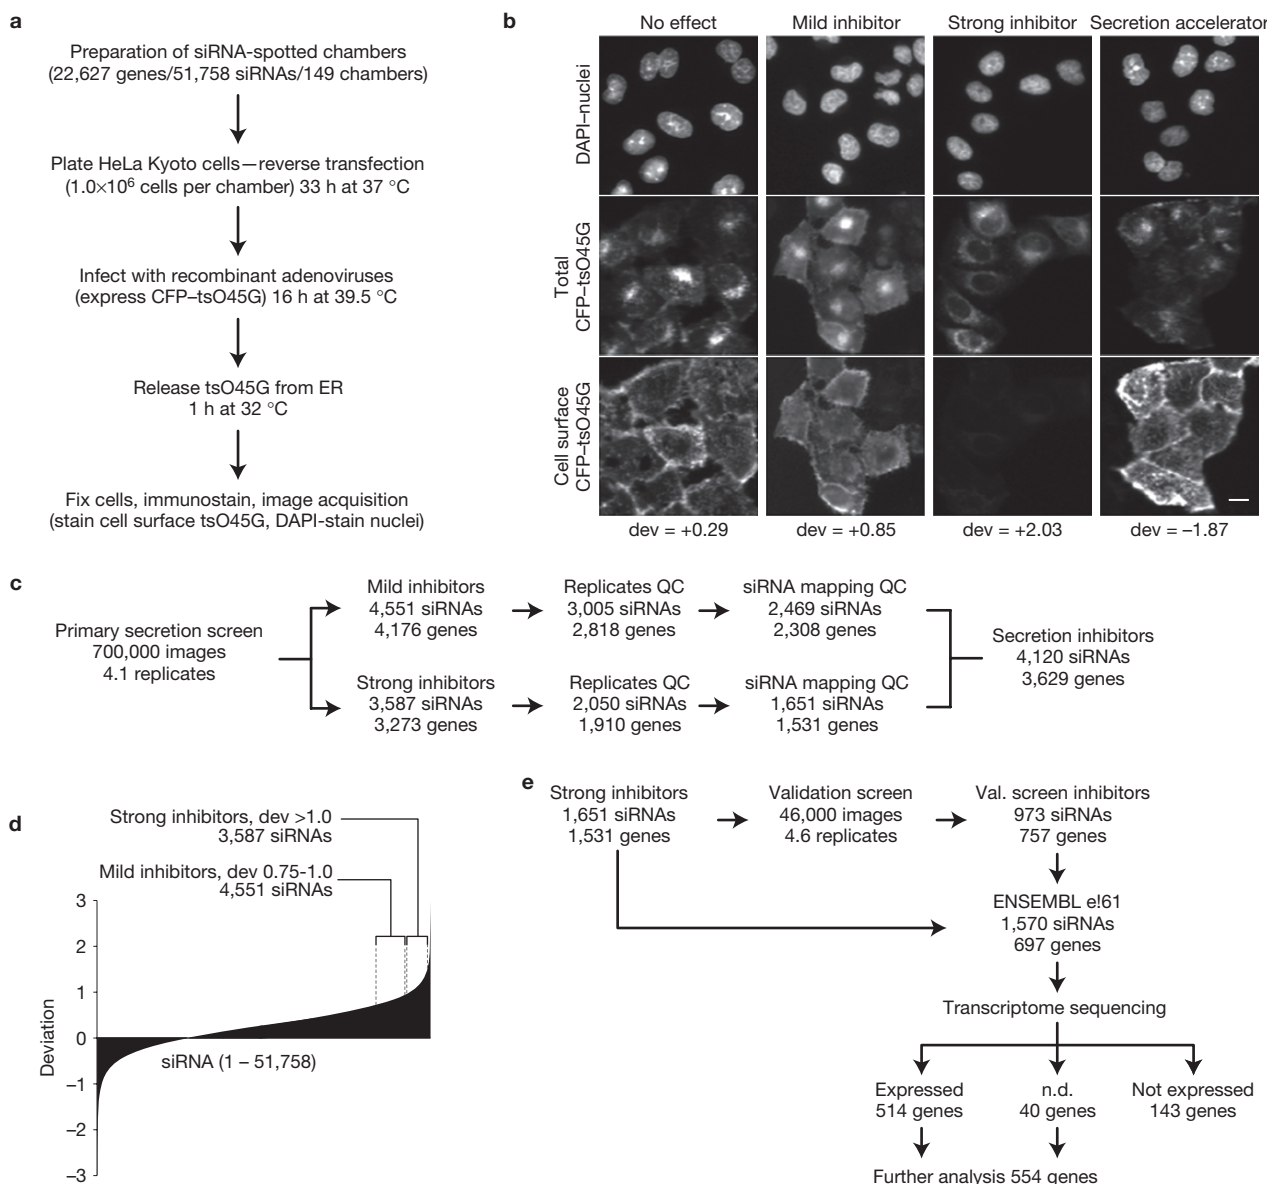 a
Preparation of siRNA-spotted chambers
(22,627 genes/51,758 siRNAs/149 chambers)
Plate HeLa Kyoto cells—reverse transfection
(1.0×10⁶ cells per chamber) 33 h at 37 °C
Infect with recombinant adenoviruses
(express CFP–tsO45G) 16 h at 39.5 °C
Release tsO45G from ER
1 h at 32 °C
Fix cells, immunostain, image acquisition
(stain cell surface tsO45G, DAPI-stain nuclei)
b
No effect
Mild inhibitor
Strong inhibitor
Secretion accelerator
DAPI–nuclei
Total
CFP–tsO45G
Cell surface
CFP–tsO45G
dev = +0.29
dev = +0.85
dev = +2.03
dev = –1.87
c
Primary secretion screen
700,000 images
4.1 replicates
Mild inhibitors
4,551 siRNAs
4,176 genes
Replicates QC
3,005 siRNAs
2,818 genes
siRNA mapping QC
2,469 siRNAs
2,308 genes
Strong inhibitors
3,587 siRNAs
3,273 genes
Replicates QC
2,050 siRNAs
1,910 genes
siRNA mapping QC
1,651 siRNAs
1,531 genes
Secretion inhibitors
4,120 siRNAs
3,629 genes
d
Strong inhibitors, dev >1.0
3,587 siRNAs
Mild inhibitors, dev 0.75-1.0
4,551 siRNAs
3
2
1
0
–1
–2
–3
Deviation
siRNA (1 – 51,758)
e
Strong inhibitors
1,651 siRNAs
1,531 genes
Validation screen
46,000 images
4.6 replicates
Val. screen inhibitors
973 siRNAs
757 genes
ENSEMBL e!61
1,570 siRNAs
697 genes
Transcriptome sequencing
Expressed
514 genes
n.d.
40 genes
Not expressed
143 genes
Further analysis 554 genes